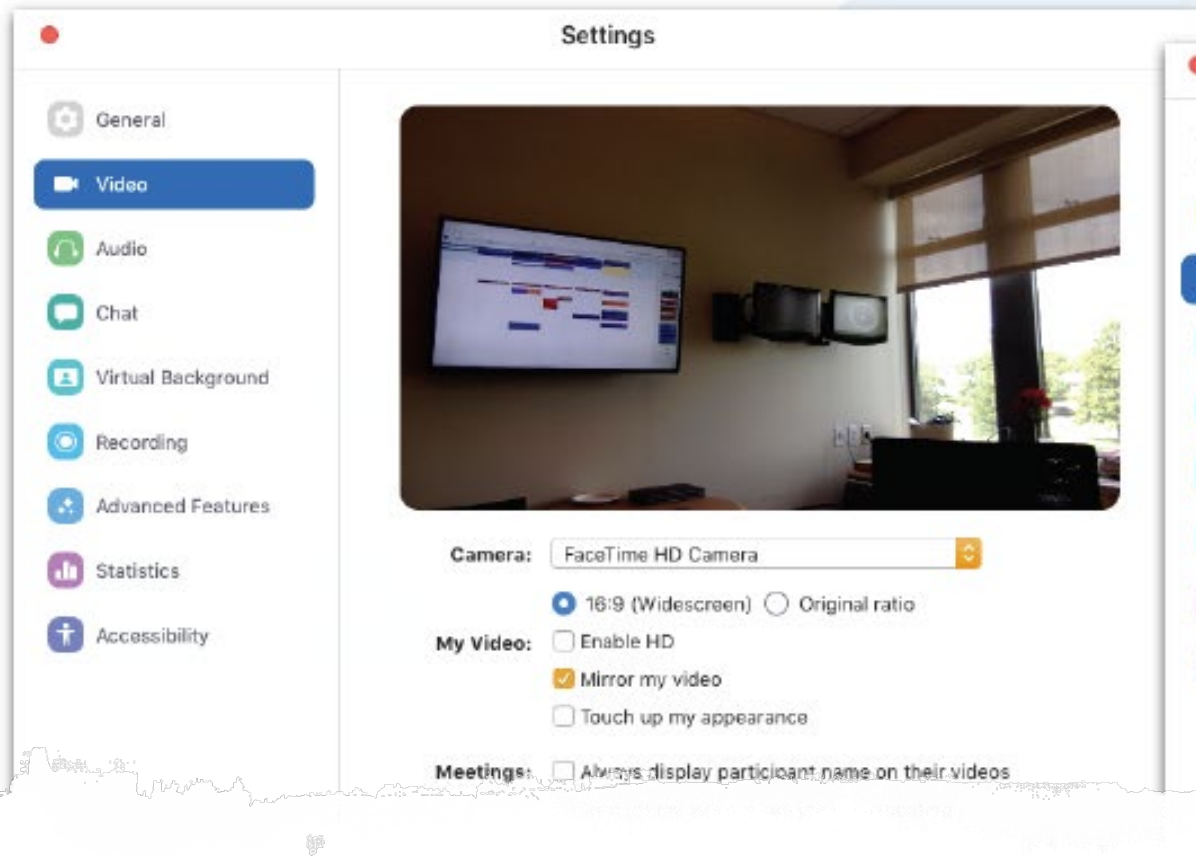 Settings
General
Video
Audio
Chat
Virtual Background
Recording
Advanced Features
Statistics
Accessibility
Camera: FaceTime HD Camera
16:9 (Widescreen) Original ratio
My Video: Enable HD
Mirror my video
Touch up my appearance
Meetings: Always display participant name on their videos